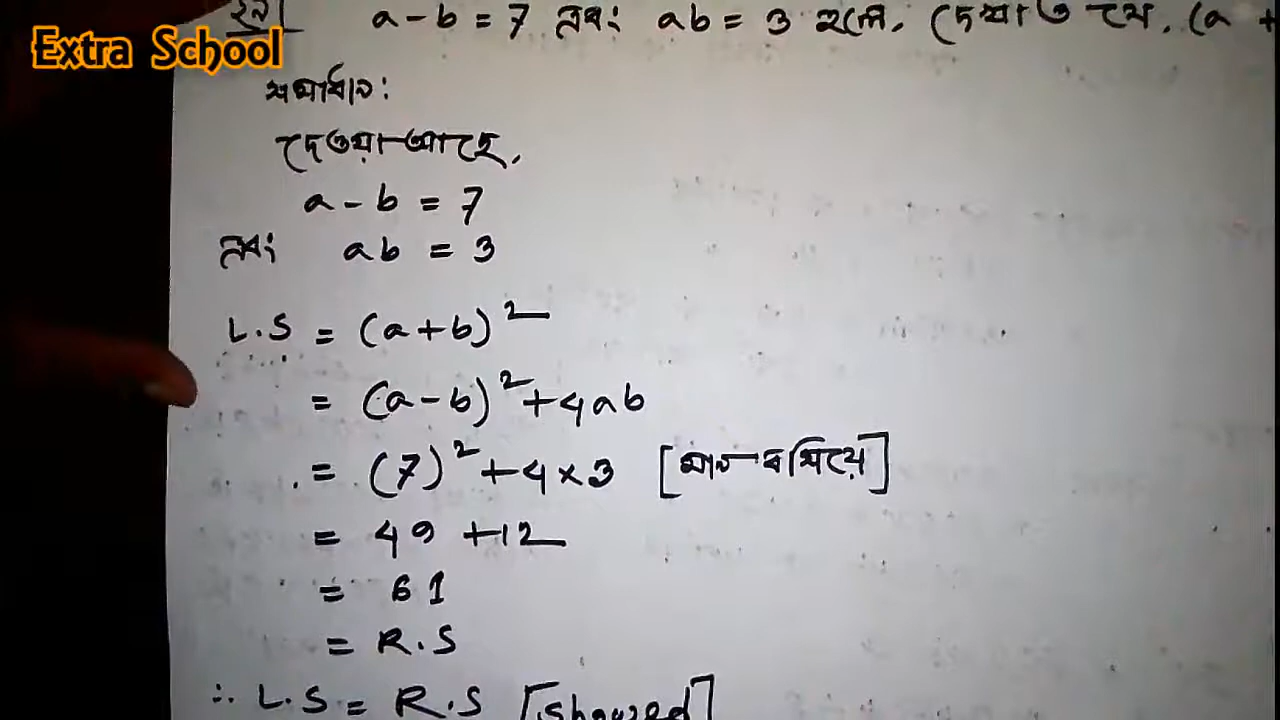 a - b = 7 এবং ab = 3 হলে, দেখাও যে, (a +
Extra School
সমাধান:
দেওয়া আছে,
a - b = 7
এবং ab = 3
L.S = (a+b)²
= (a-b)² + 4ab
= (7)² + 4 × 3 [মান বসিয়ে]
= 49 + 12
= 61
= R.S
∴ L.S = R.S [Showed]